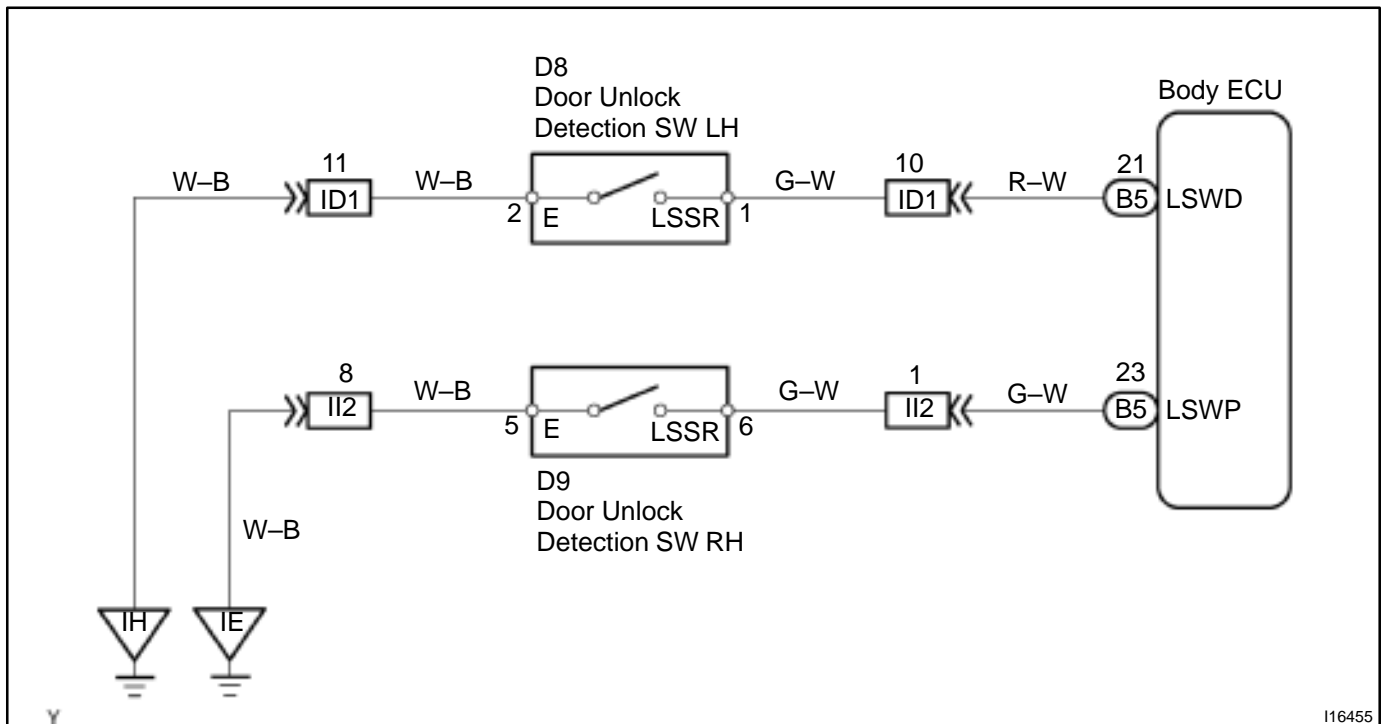 D8
Door Unlock
Detection SW LH
Body ECU
W–B
11
ID1
W–B
2
E
LSSR
1
G–W
10
ID1
R–W
21
B5
LSWD
8
II2
W–B
5
E
LSSR
6
G–W
1
II2
G–W
23
B5
LSWP
D9
Door Unlock
Detection SW RH
W–B
IH
IE
Y
I16455